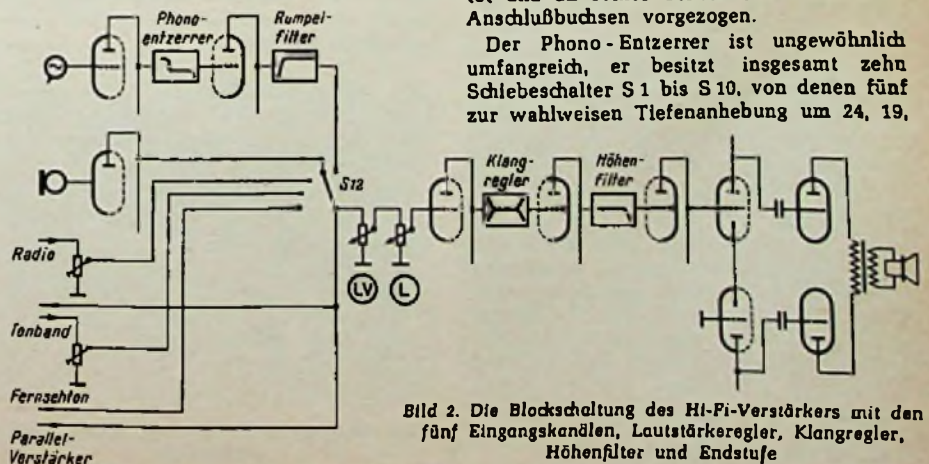 Anschlußbuchsen vorgezogen.
Der Phono-Entzerrer ist ungewöhnlich
umfangreich, er besitzt insgesamt zehn
Schiebeschalter S 1 bis S 10, von denen fünf
zur wahlweisen Tiefenanhebung um 24, 19,
Phono-
entzerrer
Rumpel-
filter
S12
Klang-
regler
Höhen-
filter
Radio
LV
L
Tonband
Fernsehton
Parallel-
Verstärker
Bild 2. Die Blockschaltung des Hi-Fi-Verstärkers mit den
fünf Eingangskanälen, Lautstärkeregler, Klangregler,
Höhenfilter und Endstufe